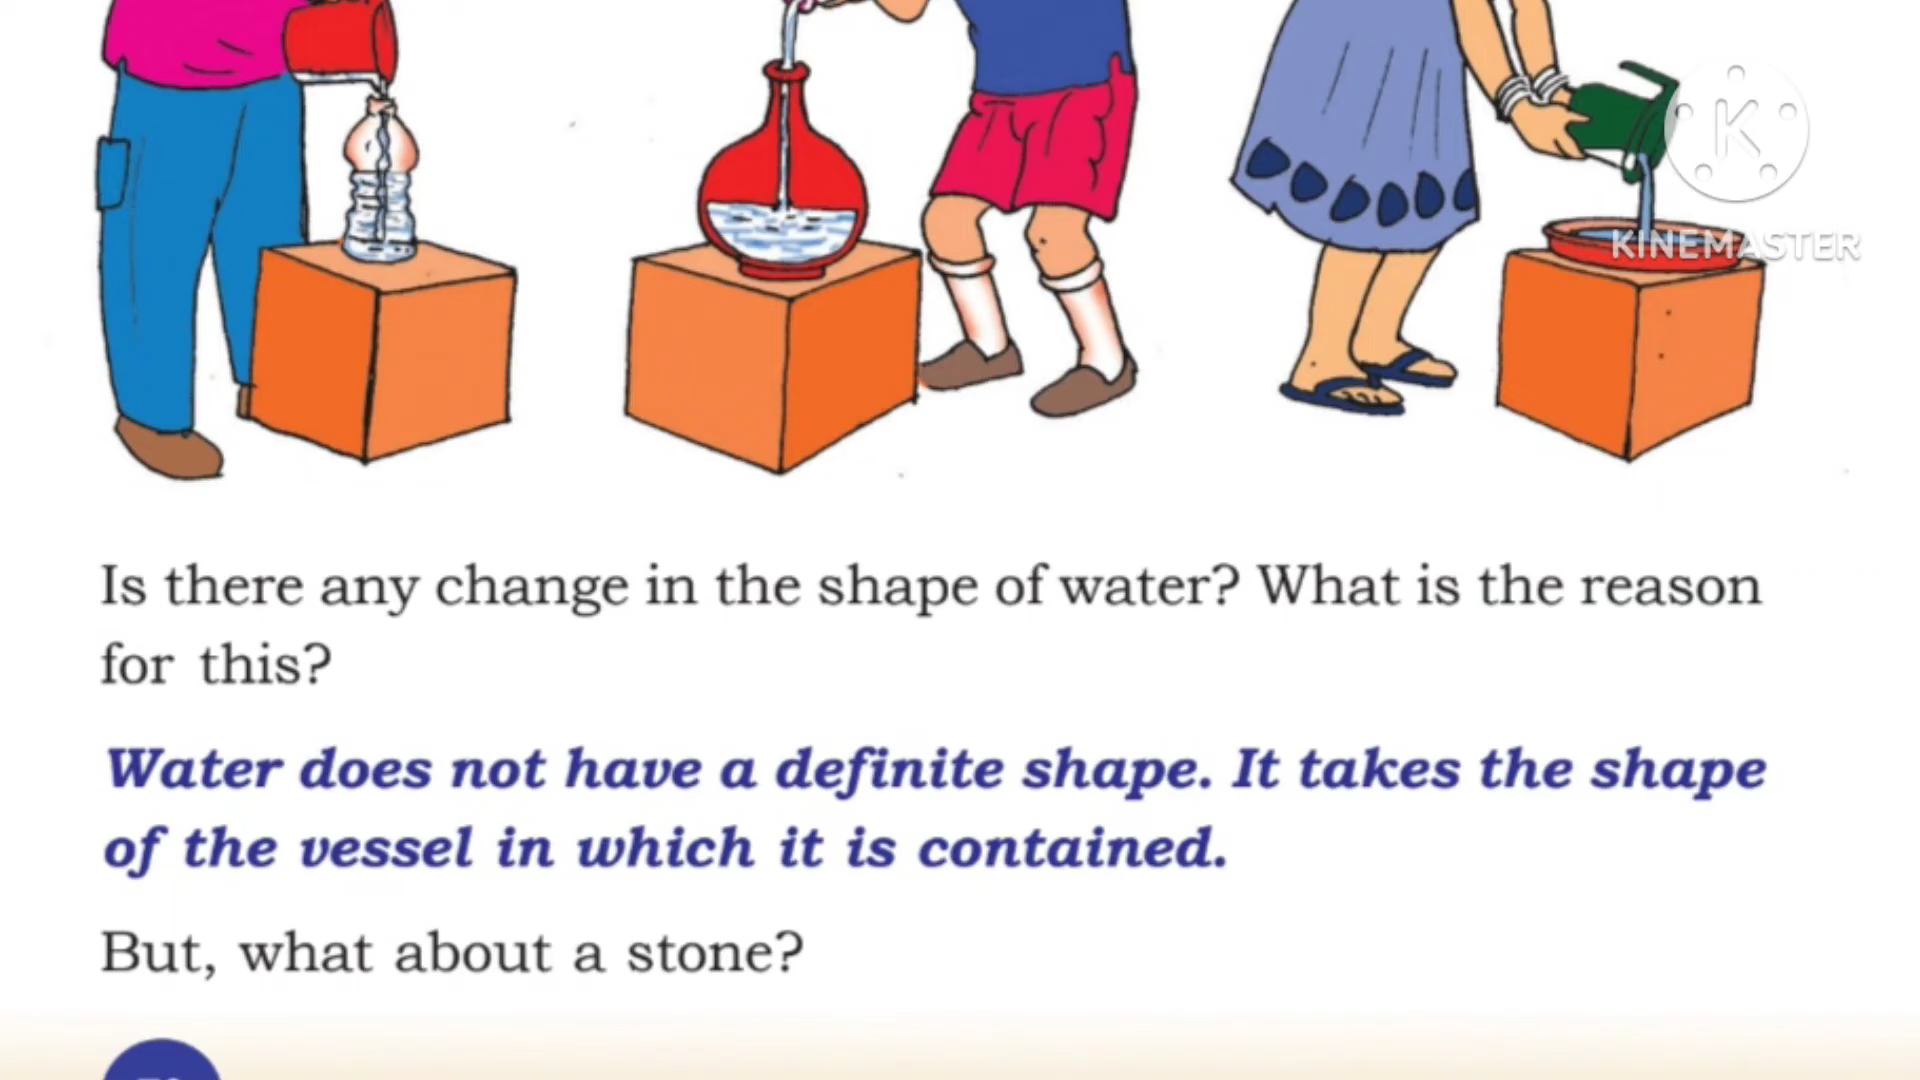 K
KINEMASTER
Is there any change in the shape of water? What is the reason
for this?
Water does not have a definite shape. It takes the shape
of the vessel in which it is contained.
But, what about a stone?